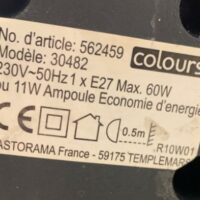 No. d'article: 562459 colours
Modèle: 30482
230V~50Hz 1 x E27 Max. 60W
ou 11W Ampoule Economie d'energie
CE 0.5m R10W01
ASTORAMA France - 59175 TEMPLEMARS